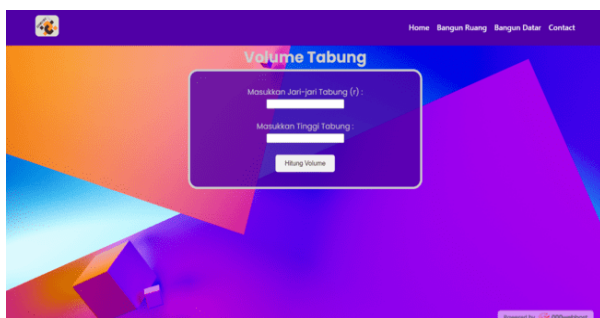 Home Bangun Ruang Bangun Datar Contact
Volume Tabung
Masukkan Jari-jari Tabung (r) :
Masukkan Tinggi Tabung :
Hitung Volume